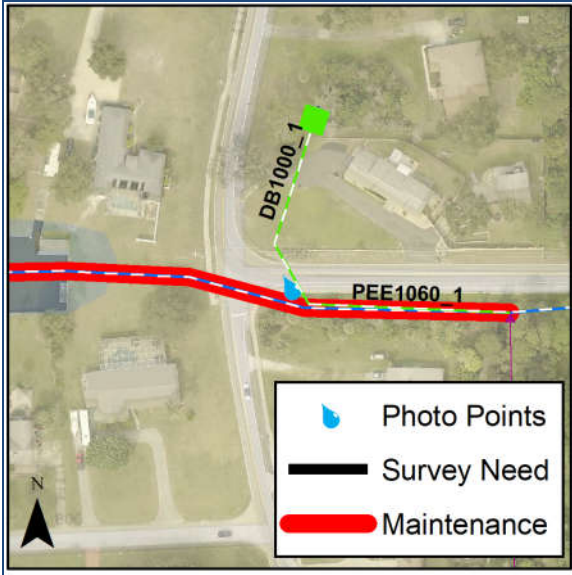 DB1000_1
PEE1060_1
Photo Points
Survey Need
Maintenance
N